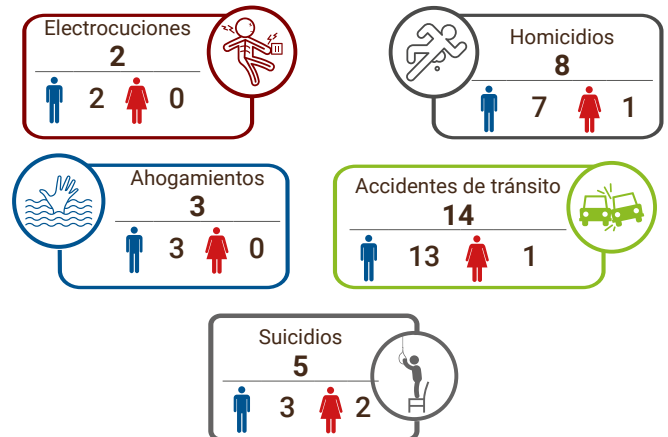 Electrocuciones
2
2 0
Homicidios
8
7 1
Ahogamientos
3
3 0
Accidentes de tránsito
14
13 1
Suicidios
5
3 2